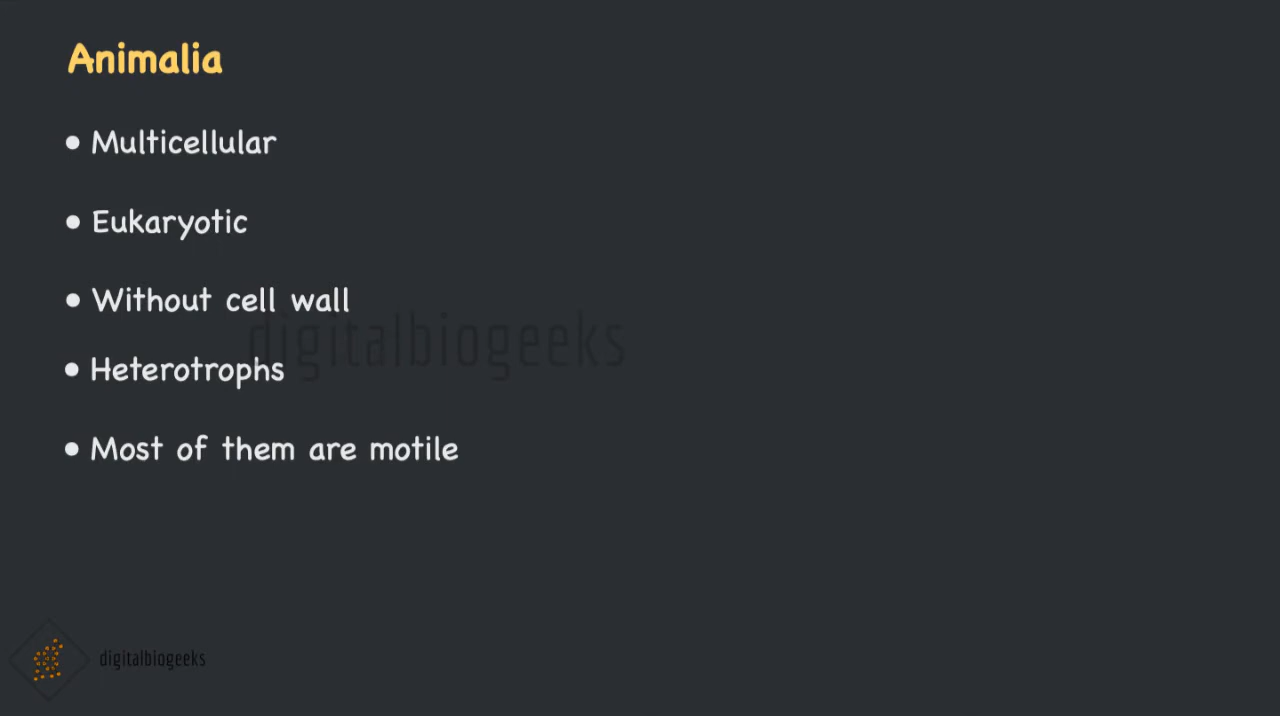 Animalia
• Multicellular
• Eukaryotic
• Without cell wall
digitalbiogeeks
• Heterotrophs
• Most of them are motile
digitalbiogeeks